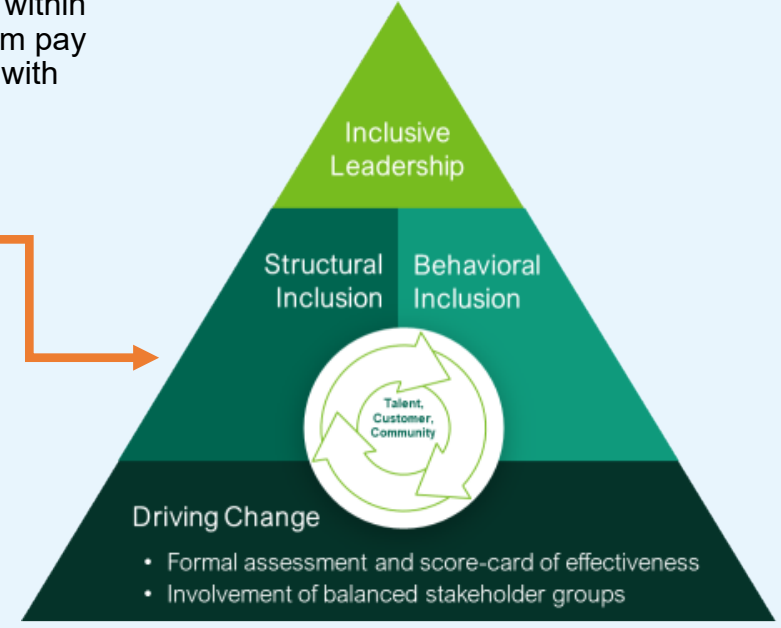 within
m pay
with
Inclusive
Leadership
Structural
Inclusion
Behavioral
Inclusion
Talent,
Customer,
Community
Driving Change
• Formal assessment and score-card of effectiveness
• Involvement of balanced stakeholder groups